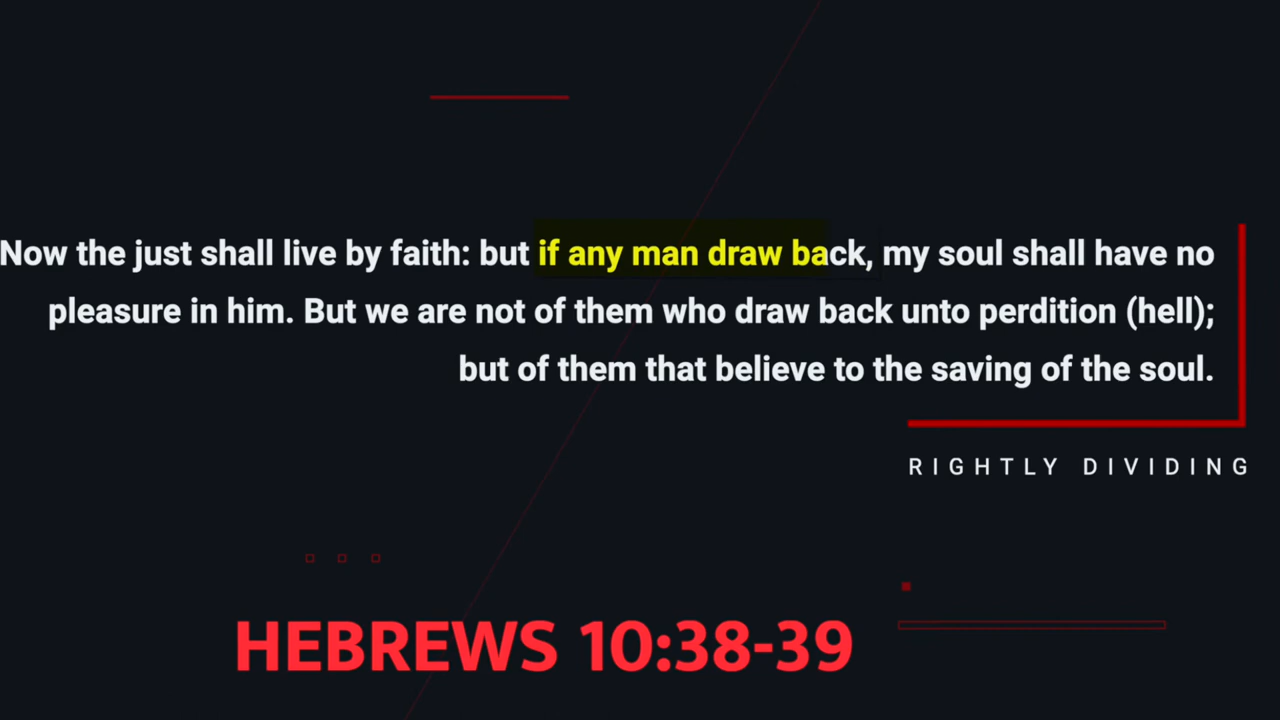 Now the just shall live by faith: but if any man draw back, my soul shall have no
pleasure in him. But we are not of them who draw back unto perdition (hell);
but of them that believe to the saving of the soul.
RIGHTLY DIVIDING
HEBREWS 10:38-39